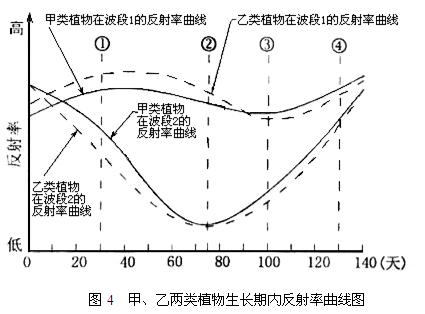 高
甲类植物在波段1的反射率曲线
乙类植物在波段1的反射率曲线
① ② ③ ④
甲类植物
在波段2的
反射率曲线
反射率
乙类植物
在波段2的
反射率曲线
低
0 20 40 60 80 100 120 140(天)
图 4 甲、乙两类植物生长期内反射率曲线图